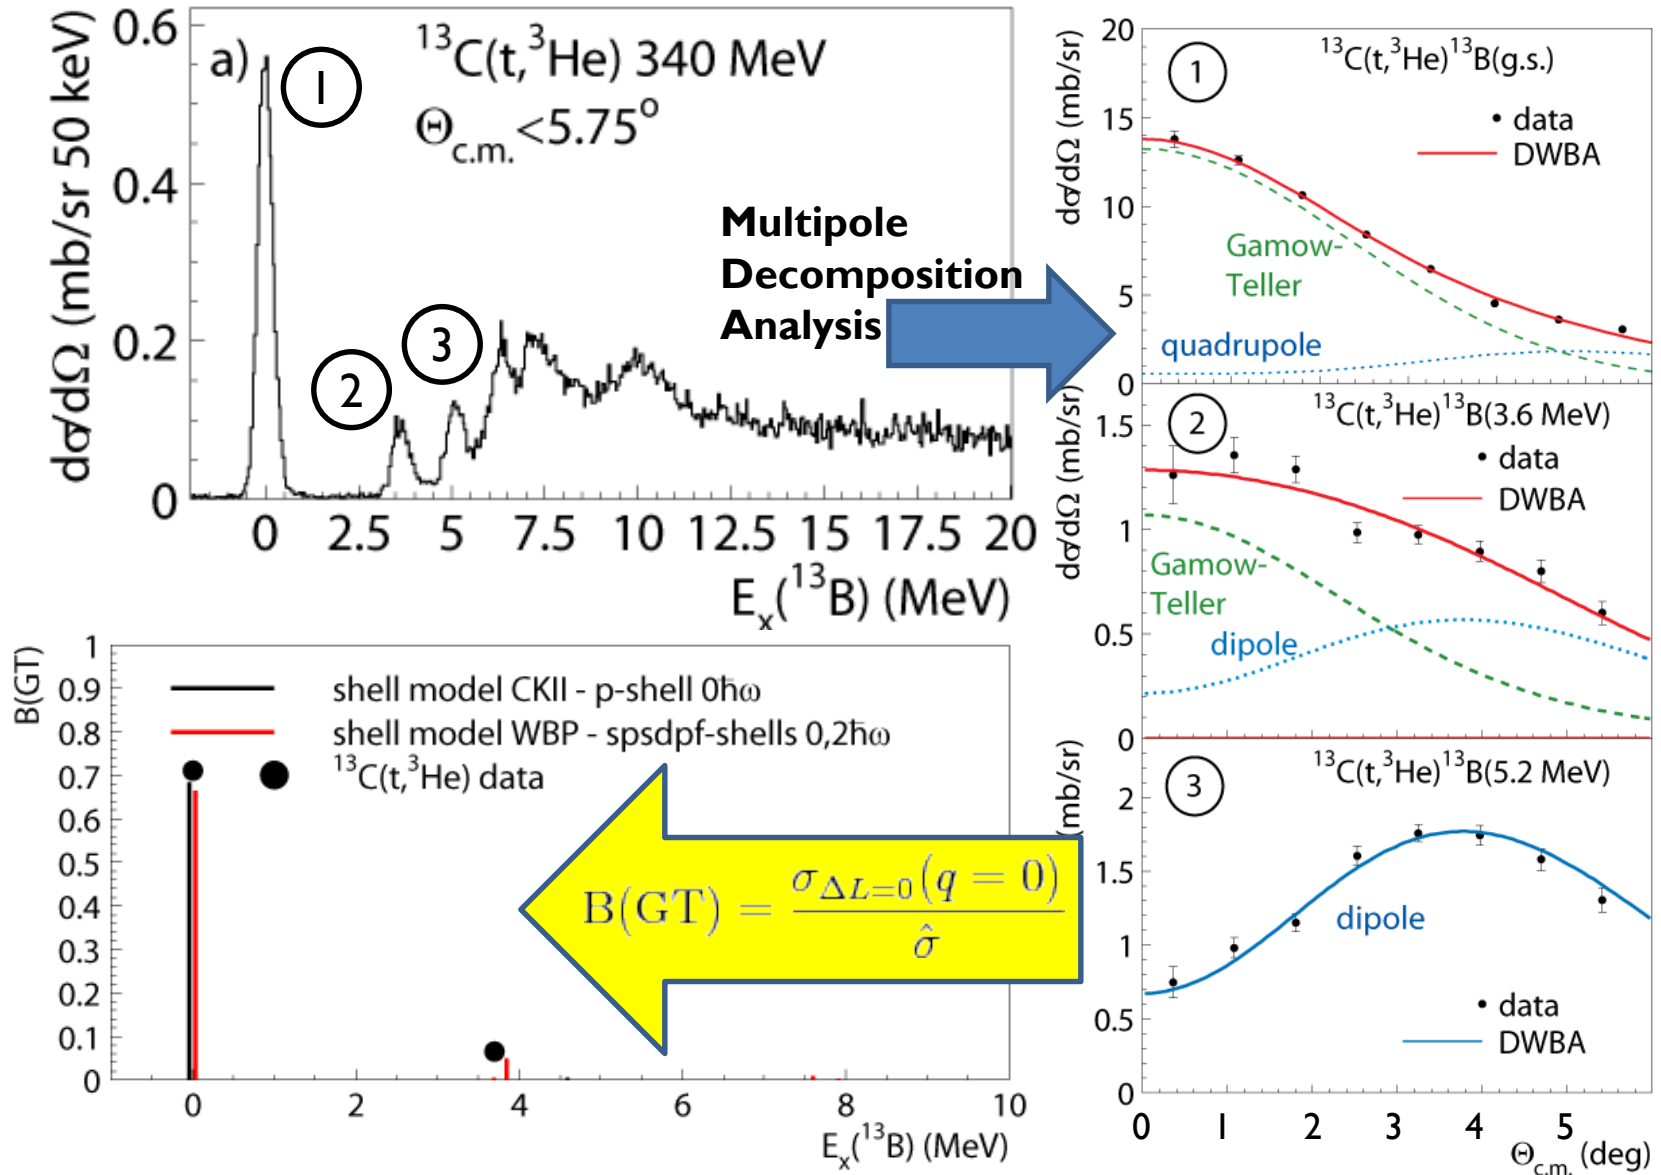 a)
¹³C(t,³He) 340 MeV
Θc.m.<5.75°
dσ/dΩ (mb/sr 50 keV)
0.6
0.4
0.2
0
1
2
3
0 2.5 5 7.5 10 12.5 15 17.5 20
Eₓ(¹³B) (MeV)
Multipole
Decomposition
Analysis
dσ/dΩ (mb/sr)
20
15
10
5
0
1
¹³C(t,³He)¹³B(g.s.)
data
DWBA
Gamow-
Teller
quadrupole
dσ/dΩ (mb/sr)
1.5
1
0.5
0
2
¹³C(t,³He)¹³B(3.6 MeV)
data
DWBA
Gamow-
Teller
dipole
(mb/sr)
2
1.5
1
0.5
0
3
¹³C(t,³He)¹³B(5.2 MeV)
dipole
data
DWBA
0 1 2 3 4 5
Θc.m. (deg)
B(GT)
1
0.9
0.8
0.7
0.6
0.5
0.4
0.3
0.2
0.1
0
shell model CKII - p-shell 0ħω
shell model WBP - spsdpf-shells 0,2ħω
¹³C(t,³He) data
B(GT) = σΔL=0(q = 0) / σ̂
0 2 4 6 8 10
Eₓ(¹³B) (MeV)